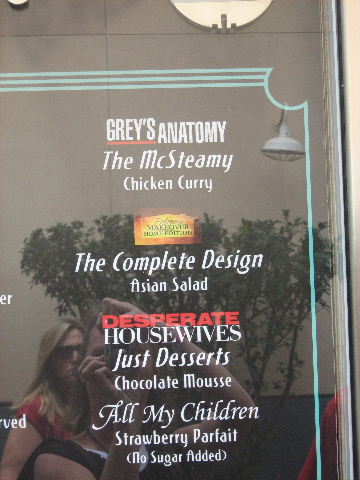 GREY'S ANATOMY
The McSteamy
Chicken Curry
Extreme
MAKEOVER
HOME EDITION
The Complete Design
Asian Salad
er
DESPERATE
HOUSEWIVES
Just Desserts
Chocolate Mousse
All My Children
rved
Strawberry Parfait
(No Sugar Added)